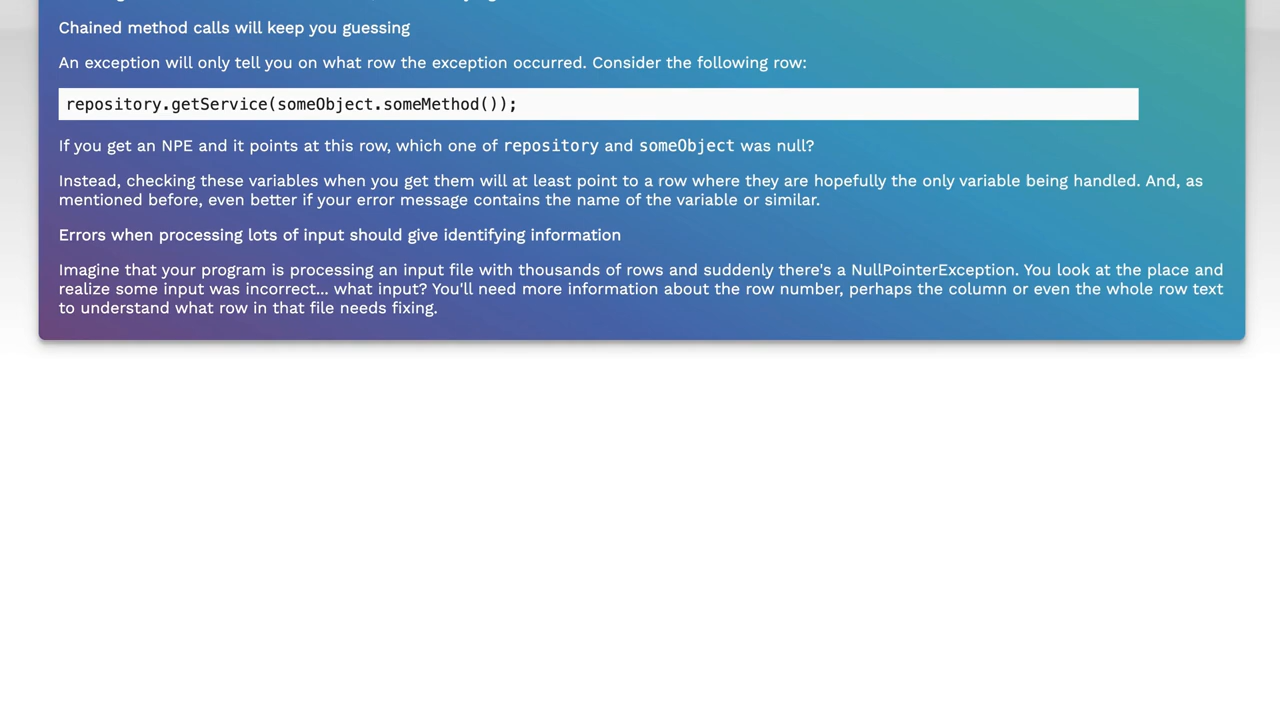 Chained method calls will keep you guessing
An exception will only tell you on what row the exception occurred. Consider the following row:
repository.getService(someObject.someMethod());
If you get an NPE and it points at this row, which one of repository and someObject was null?
Instead, checking these variables when you get them will at least point to a row where they are hopefully the only variable being handled. And, as
mentioned before, even better if your error message contains the name of the variable or similar.
Errors when processing lots of input should give identifying information
Imagine that your program is processing an input file with thousands of rows and suddenly there's a NullPointerException. You look at the place and
realize some input was incorrect... what input? You'll need more information about the row number, perhaps the column or even the whole row text
to understand what row in that file needs fixing.